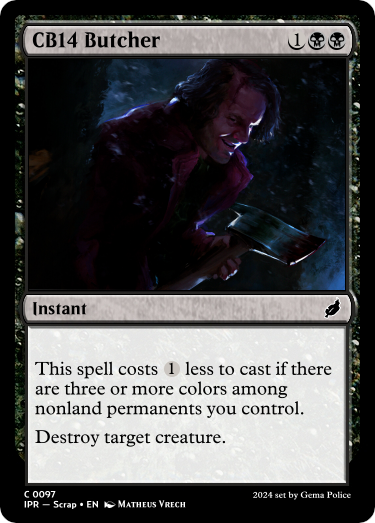 CB14 Butcher 1
Instant
This spell costs 1 less to cast if there
are three or more colors among
nonland permanents you control.
Destroy target creature.
C 0097 2024 set by Gema Police
IPR — Scrap • EN Matheus Vrech